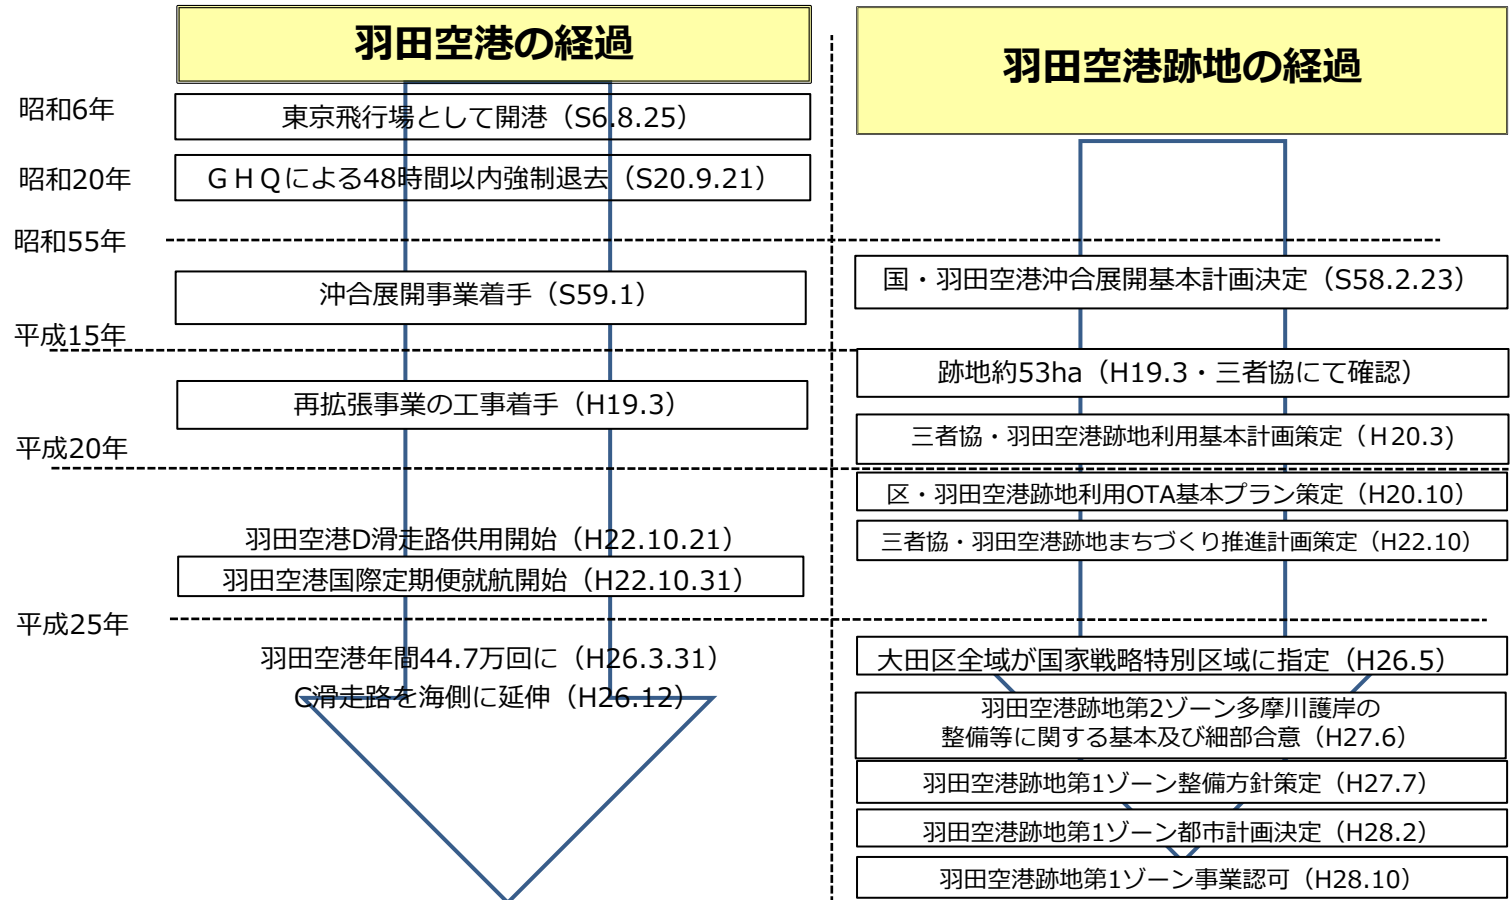 羽田空港の経過
昭和6年
東京飛行場として開港（S6.8.25）
昭和20年
ＧＨＱによる48時間以内強制退去（S20.9.21）
昭和55年
沖合展開事業着手（S59.1）
平成15年
再拡張事業の工事着手（H19.3）
平成20年
羽田空港D滑走路供用開始（H22.10.21）
羽田空港国際定期便就航開始（H22.10.31）
平成25年
羽田空港年間44.7万回に（H26.3.31）
C滑走路を海側に延伸（H26.12）
羽田空港跡地の経過
国・羽田空港沖合展開基本計画決定（S58.2.23）
跡地約53ha（H19.3・三者協にて確認）
三者協・羽田空港跡地利用基本計画策定（Ｈ20.3)
区・羽田空港跡地利用OTA基本プラン策定（H20.10）
三者協・羽田空港跡地まちづくり推進計画策定（H22.10）
大田区全域が国家戦略特別区域に指定（H26.5）
羽田空港跡地第2ゾーン多摩川護岸の
整備等に関する基本及び細部合意（H27.6）
羽田空港跡地第1ゾーン整備方針策定（H27.7）
羽田空港跡地第1ゾーン都市計画決定（H28.2）
羽田空港跡地第1ゾーン事業認可（H28.10）